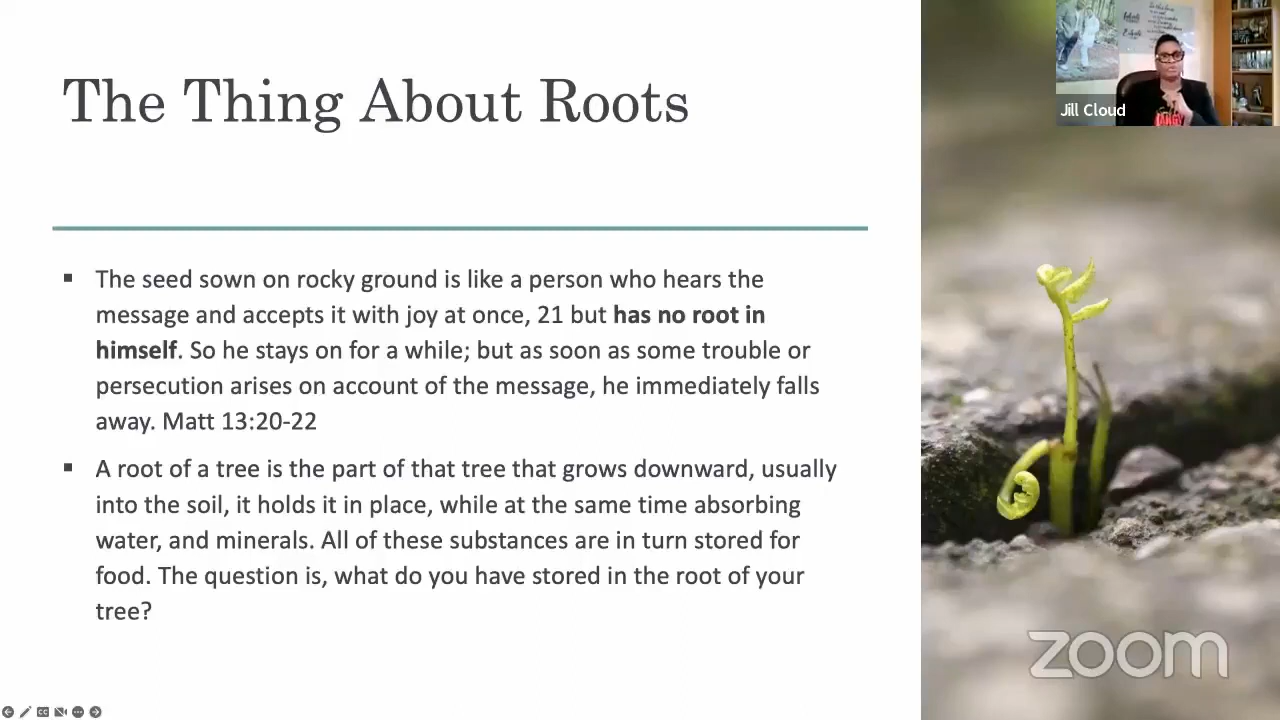 The Thing About Roots
The seed sown on rocky ground is like a person who hears the
message and accepts it with joy at once, 21 but has no root in
himself. So he stays on for a while; but as soon as some trouble or
persecution arises on account of the message, he immediately falls
away. Matt 13:20-22
A root of a tree is the part of that tree that grows downward, usually
into the soil, it holds it in place, while at the same time absorbing
water, and minerals. All of these substances are in turn stored for
food. The question is, what do you have stored in the root of your
tree?
Jill Cloud
zoom